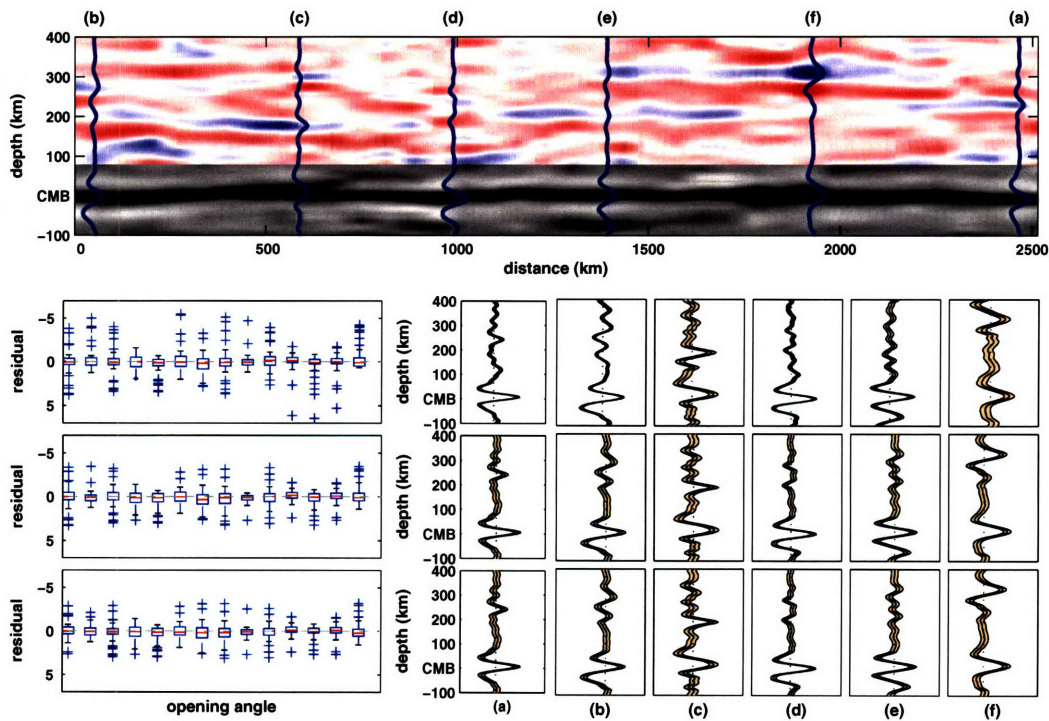 (b) (c) (d) (e) (f) (a)
400
300
200
100
CMB
-100
depth (km)
0 500 1000 1500 2000 2500
distance (km)
-5
0
5
residual
400
300
200
100
CMB
-100
depth (km)
-5
0
5
residual
400
300
200
100
CMB
-100
depth (km)
-5
0
5
residual
400
300
200
100
CMB
-100
depth (km)
opening angle
(a) (b) (c) (d) (e) (f)